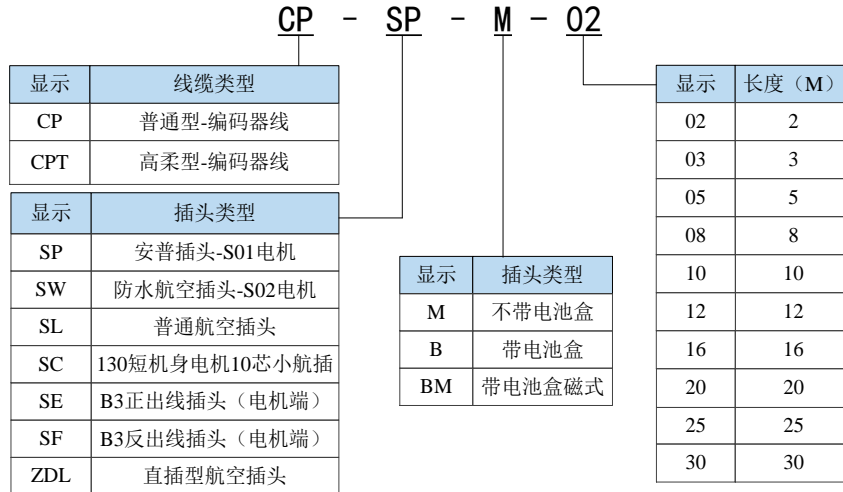 CP - SP - M - 02
显示 线缆类型
CP 普通型-编码器线
CPT 高柔型-编码器线
显示 插头类型
SP 安普插头-S01电机
SW 防水航空插头-S02电机
SL 普通航空插头
SC 130短机身电机10芯小航插
SE B3正出线插头（电机端）
SF B3反出线插头（电机端）
ZDL 直插型航空插头
显示 插头类型
M 不带电池盒
B 带电池盒
BM 带电池盒磁式
显示 长度（M）
02 2
03 3
05 5
08 8
10 10
12 12
16 16
20 20
25 25
30 30